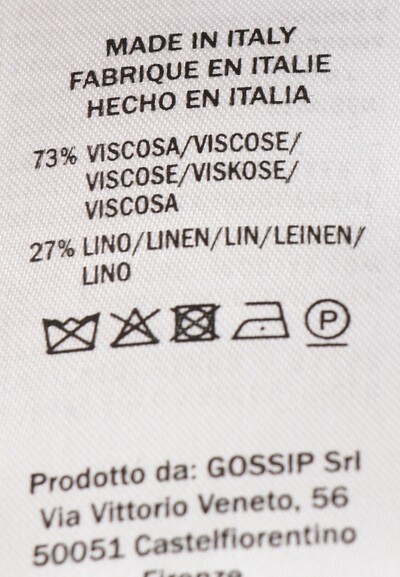 MADE IN ITALY
FABRIQUE EN ITALIE
HECHO EN ITALIA
73% VISCOSA/VISCOSE/
VISCOSE/VISKOSE/
VISCOSA
27% LINO/LINEN/LIN/LEINEN/
LINO
P
Prodotto da: GOSSIP Srl
Via Vittorio Veneto, 56
50051 Castelfiorentino
Firenze